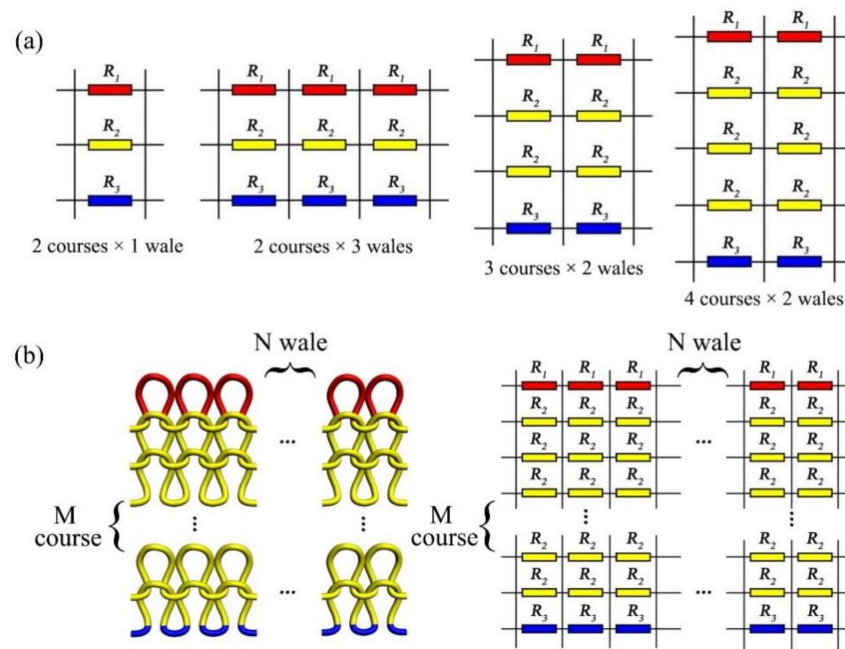 (a)
R1
R2
R3
2 courses × 1 wale
R1 R1 R1
R2 R2 R2
R3 R3 R3
2 courses × 3 wales
R1 R1
R2 R2
R2 R2
R3 R3
3 courses × 2 wales
R1 R1
R2 R2
R2 R2
R2 R2
R3 R3
4 courses × 2 wales
(b)
N wale
...
M
course
...
N wale
R1 R1 R1 R1 R1
R2 R2 R2 R2 R2
R2 R2 R2 ... R2 R2
R2 R2 R2 R2 R2
M
course
R2 R2 R2 R2 R2
R2 R2 R2 ... R2 R2
R3 R3 R3 R3 R3